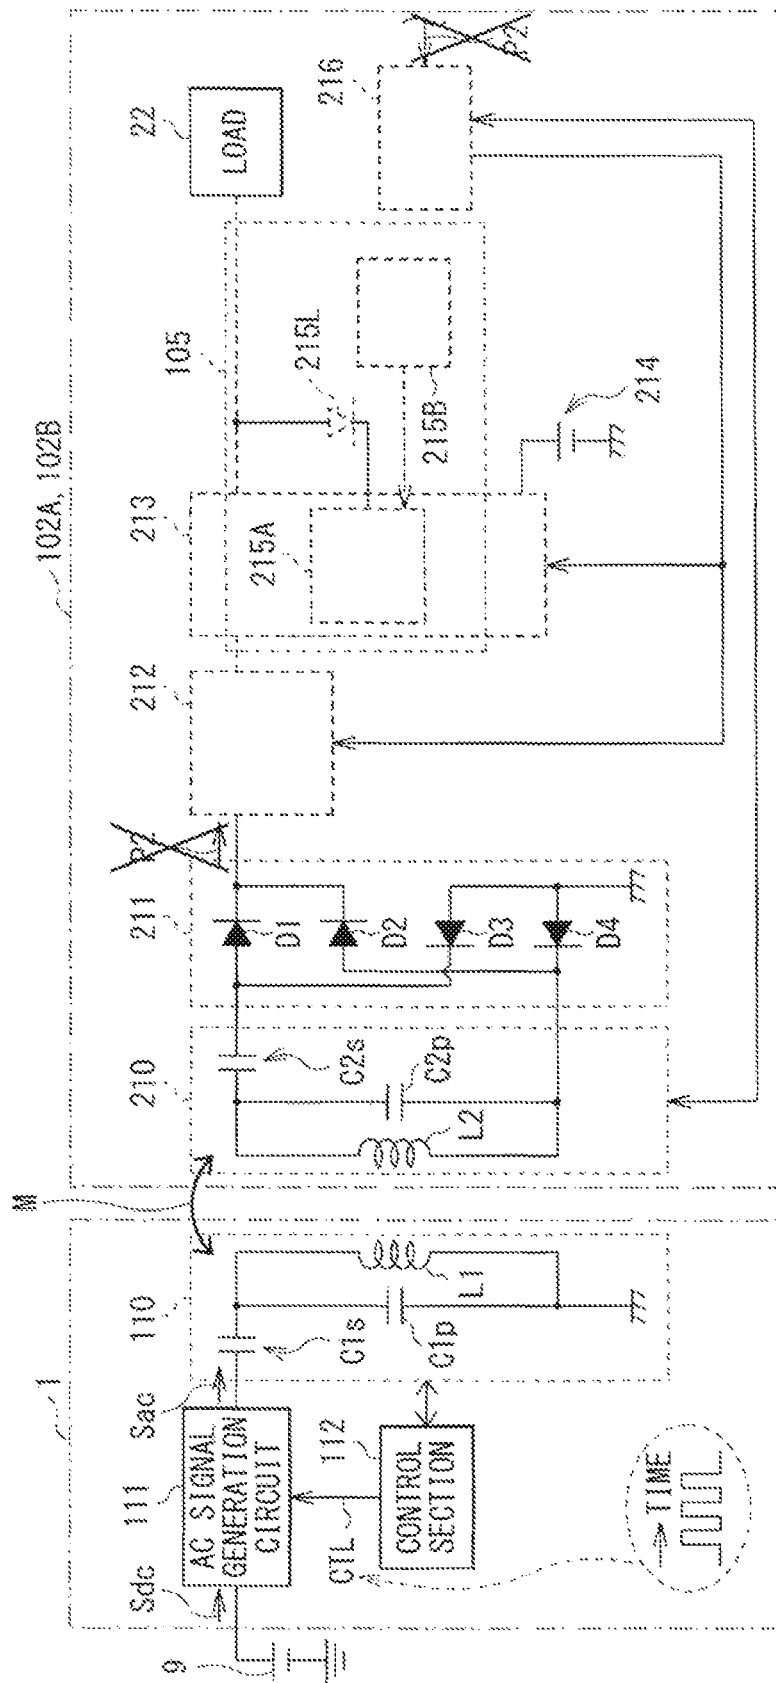 102A, 102B
1
M
9
Sdc
111
AC SIGNAL
GENERATION
CIRCUIT
Sac
110
C1s
C1p
L1
112
CONTROL
SECTION
CTL
TIME
210
C2s
C2p
L2
211
D1
D2
D3
D4
P2
212
213
215A
105
215L
215B
214
22
LOAD
216
P2